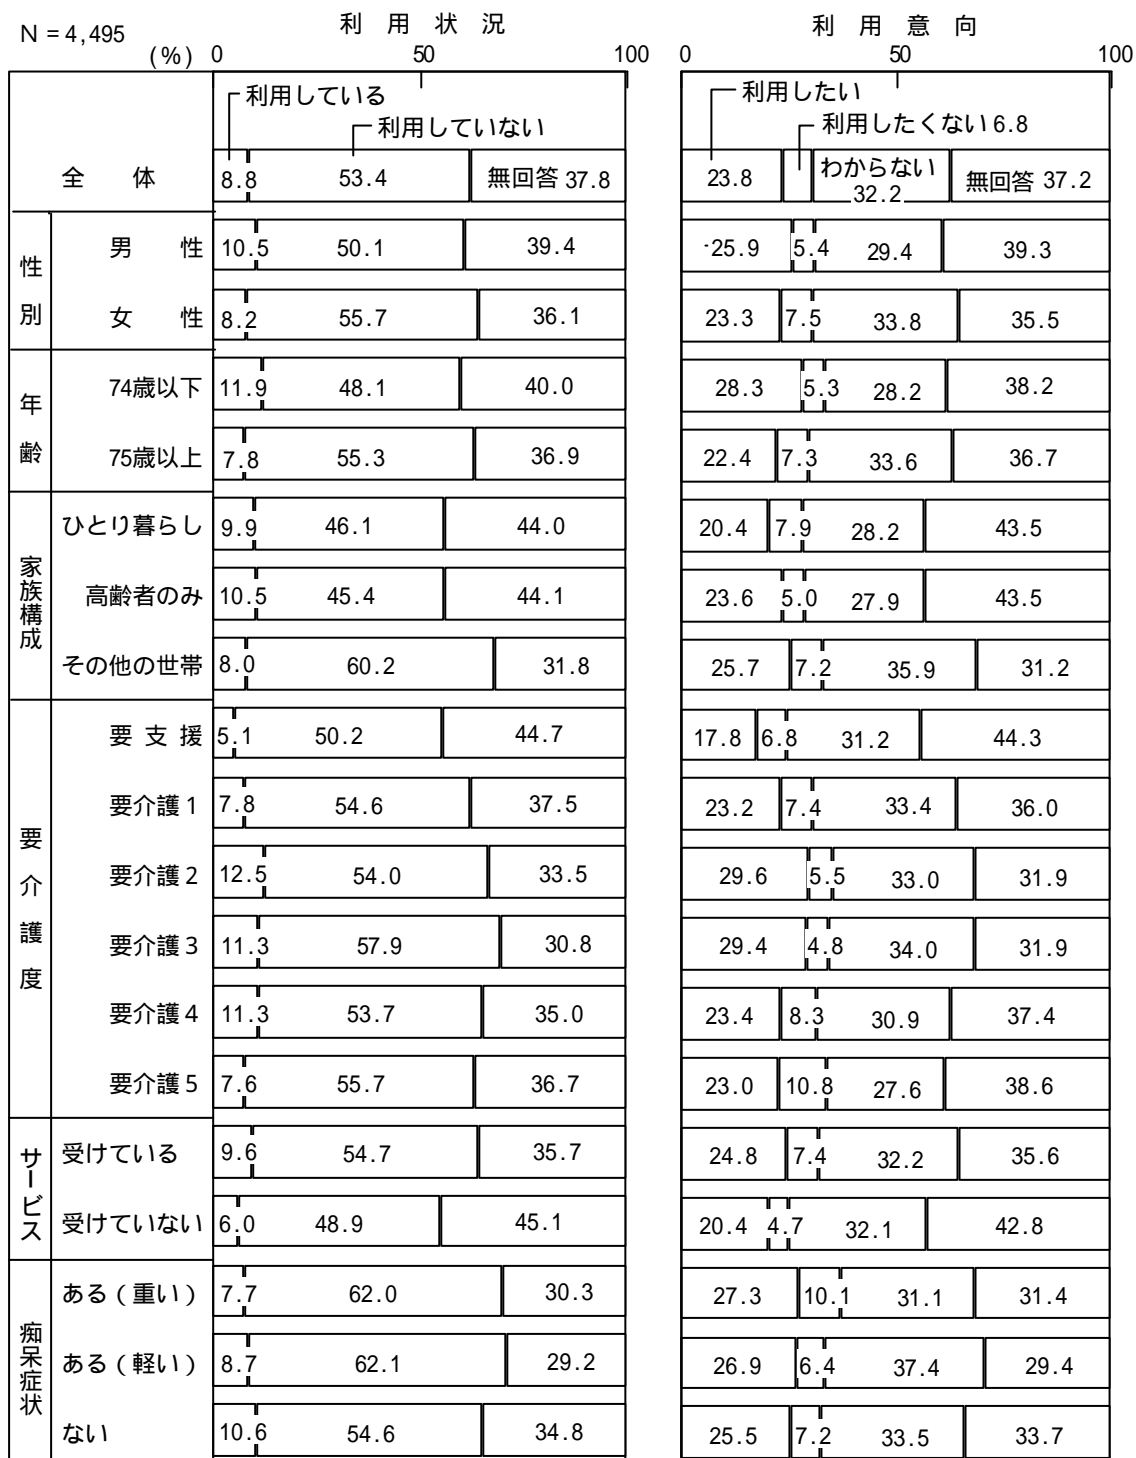 N = 4,495
利用状況 利用意向
(%) 0 50 100 0 50 100
利用している 利用したい
利用していない 利用したくない 6.8
全体 8.8 53.4 無回答 37.8 23.8 わからない 32.2 無回答 37.2
性別
男性 10.5 50.1 39.4 25.9 5.4 29.4 39.3
女性 8.2 55.7 36.1 23.3 7.5 33.8 35.5
年齢
74歳以下 11.9 48.1 40.0 28.3 5.3 28.2 38.2
75歳以上 7.8 55.3 36.9 22.4 7.3 33.6 36.7
家族構成
ひとり暮らし 9.9 46.1 44.0 20.4 7.9 28.2 43.5
高齢者のみ 10.5 45.4 44.1 23.6 5.0 27.9 43.5
その他の世帯 8.0 60.2 31.8 25.7 7.2 35.9 31.2
要介護度
要支援 5.1 50.2 44.7 17.8 6.8 31.2 44.3
要介護1 7.8 54.6 37.5 23.2 7.4 33.4 36.0
要介護2 12.5 54.0 33.5 29.6 5.5 33.0 31.9
要介護3 11.3 57.9 30.8 29.4 4.8 34.0 31.9
要介護4 11.3 53.7 35.0 23.4 8.3 30.9 37.4
要介護5 7.6 55.7 36.7 23.0 10.8 27.6 38.6
サービス
受けている 9.6 54.7 35.7 24.8 7.4 32.2 35.6
受けていない 6.0 48.9 45.1 20.4 4.7 32.1 42.8
痴呆症状
ある(重い) 7.7 62.0 30.3 27.3 10.1 31.1 31.4
ある(軽い) 8.7 62.1 29.2 26.9 6.4 37.4 29.4
ない 10.6 54.6 34.8 25.5 7.2 33.5 33.7